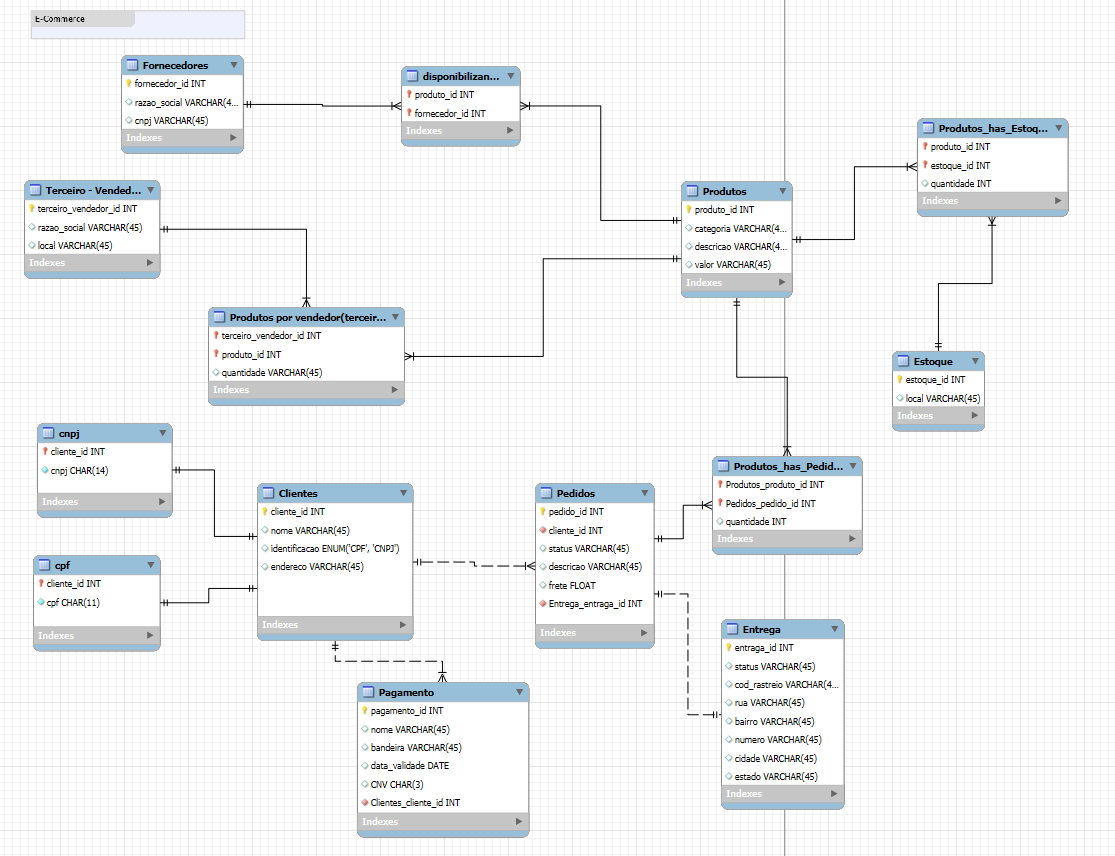 E-Commerce
Fornecedores
fornecedor_id INT
razao_social VARCHAR(4...
cnpj VARCHAR(45)
Indexes
disponibilizan...
produto_id INT
fornecedor_id INT
Indexes
Produtos_has_Estoq...
produto_id INT
estoque_id INT
quantidade INT
Indexes
Terceiro - Vended...
terceiro_vendedor_id INT
razao_social VARCHAR(45)
local VARCHAR(45)
Indexes
Produtos
produto_id INT
categoria VARCHAR(4...
descricao VARCHAR(4...
valor VARCHAR(45)
Indexes
Produtos por vendedor(terceir...
terceiro_vendedor_id INT
produto_id INT
quantidade VARCHAR(45)
Indexes
Estoque
estoque_id INT
local VARCHAR(45)
Indexes
cnpj
cliente_id INT
cnpj CHAR(14)
Indexes
Clientes
cliente_id INT
nome VARCHAR(45)
identificacao ENUM('CPF', 'CNPJ')
endereco VARCHAR(45)
Indexes
Pedidos
pedido_id INT
cliente_id INT
status VARCHAR(45)
descricao VARCHAR(45)
frete FLOAT
Entrega_entraga_id INT
Indexes
Produtos_has_Pedid...
Produtos_produto_id INT
Pedidos_pedido_id INT
quantidade INT
Indexes
cpf
cliente_id INT
cpf CHAR(11)
Indexes
Entrega
entraga_id INT
status VARCHAR(45)
cod_rastreio VARCHAR(4...
rua VARCHAR(45)
bairro VARCHAR(45)
numero VARCHAR(45)
cidade VARCHAR(45)
estado VARCHAR(45)
Indexes
Pagamento
pagamento_id INT
nome VARCHAR(45)
bandeira VARCHAR(45)
data_validade DATE
CNV CHAR(3)
Clientes_cliente_id INT
Indexes